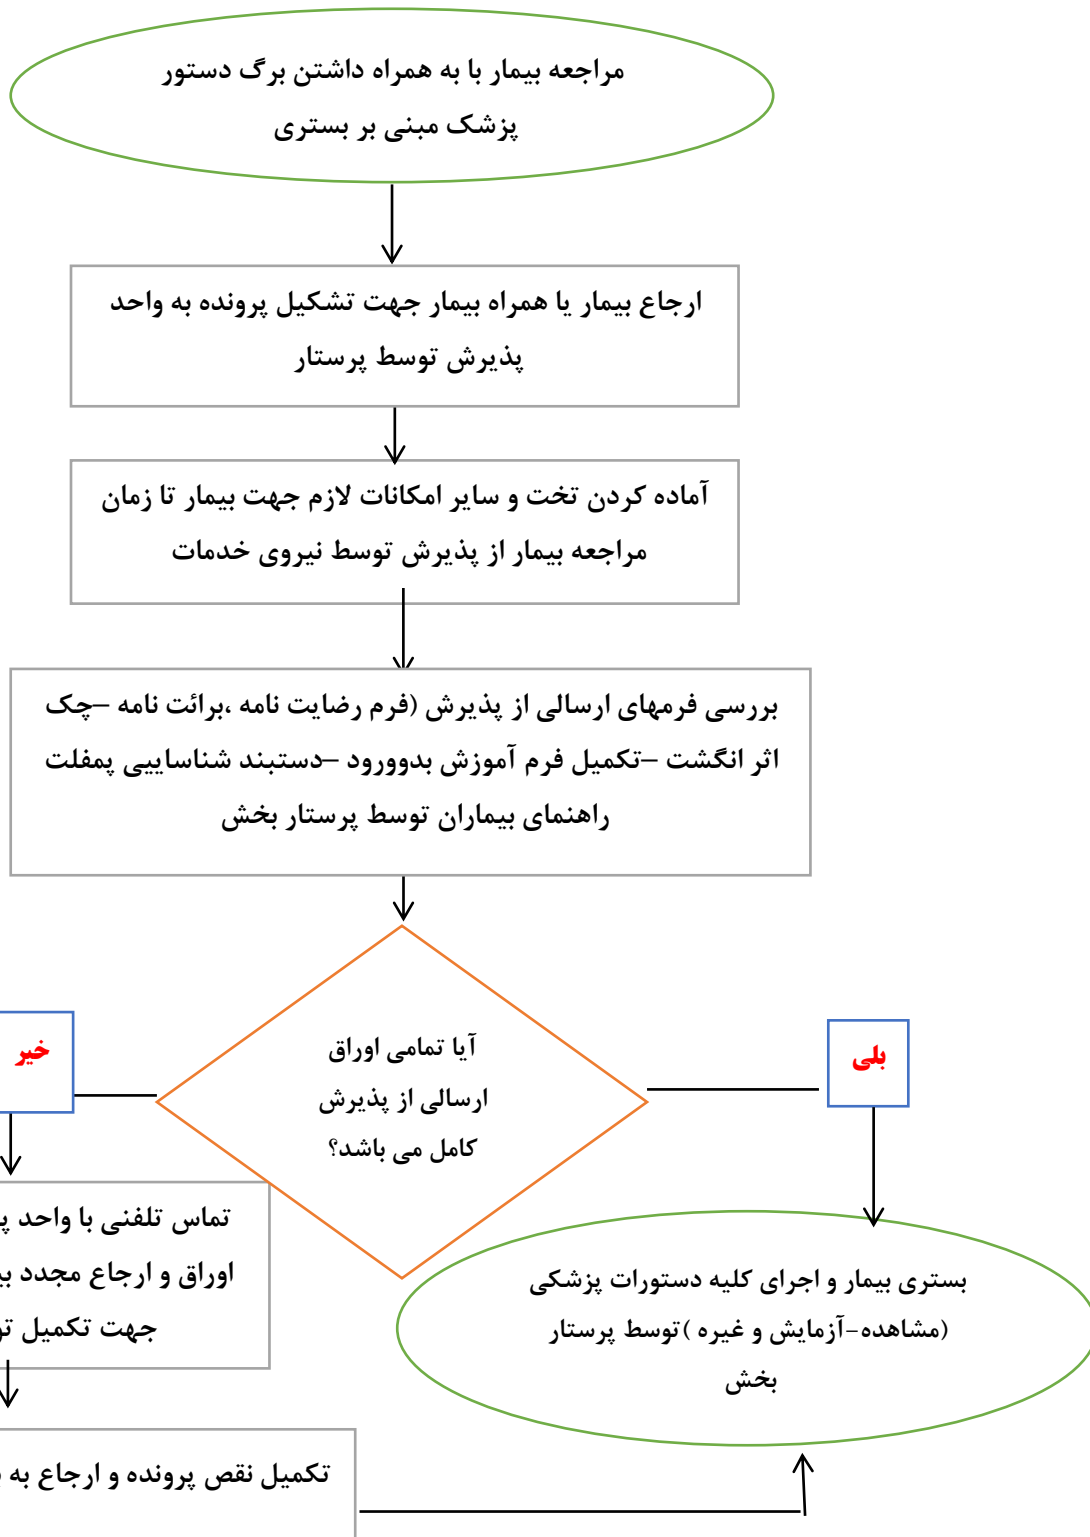 مراجعه بیمار با به همراه داشتن برگ دستور
پزشک مبنی بر بستری
ارجاع بیمار یا همراه بیمار جهت تشکیل پرونده به واحد
پذیرش توسط پرستار
آماده کردن تخت و سایر امکانات لازم جهت بیمار تا زمان
مراجعه بیمار از پذیرش توسط نیروی خدمات
بررسی فرمهای ارسالی از پذیرش (فرم رضایت نامه ،برائت نامه –چک
اثر انگشت –تکمیل فرم آموزش بدوورود –دستبند شناساییی پمفلت
راهنمای بیماران توسط پرستار بخش
آیا تمامی اوراق
ارسالی از پذیرش
کامل می باشد؟
بلی
خیر
بستری بیمار و اجرای کلیه دستورات پزشکی
(مشاهده-آزمایش و غیره )توسط پرستار
بخش
تماس تلفنی با واحد
اوراق و ارجاع مجدد
جهت تکمیل
تکمیل نقص پرونده و ارجاع به